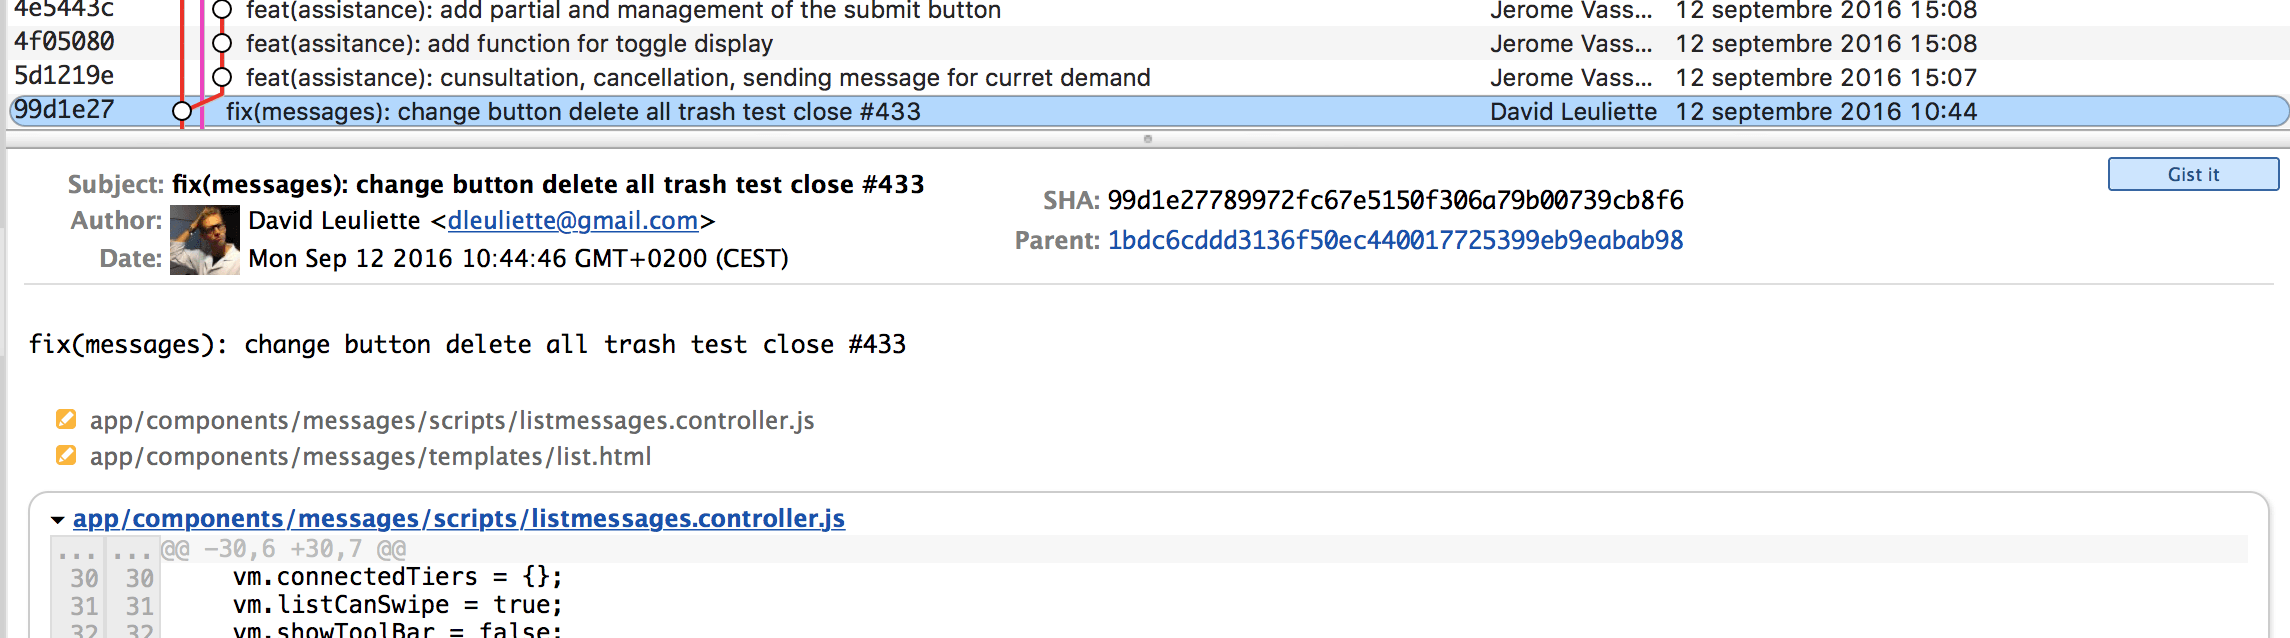 4e5443c feat(assistance): add partial and management of the submit button Jerome Vass... 12 septembre 2016 15:08
4f05080 feat(assitance): add function for toggle display Jerome Vass... 12 septembre 2016 15:08
5d1219e feat(assistance): cunsultation, cancellation, sending message for curret demand Jerome Vass... 12 septembre 2016 15:07
99d1e27 fix(messages): change button delete all trash test close #433 David Leuliette 12 septembre 2016 10:44
Gist it
Subject: fix(messages): change button delete all trash test close #433
Author: David Leuliette <dleuliette@gmail.com>
Date: Mon Sep 12 2016 10:44:46 GMT+0200 (CEST)
SHA: 99d1e27789972fc67e5150f306a79b00739cb8f6
Parent: 1bdc6cddd3136f50ec440017725399eb9eabab98
fix(messages): change button delete all trash test close #433
app/components/messages/scripts/listmessages.controller.js
app/components/messages/templates/list.html
app/components/messages/scripts/listmessages.controller.js
... ... @@ -30,6 +30,7 @@
30 30 vm.connectedTiers = {};
31 31 vm.listCanSwipe = true;
32 32 vm.showToolBar = false;